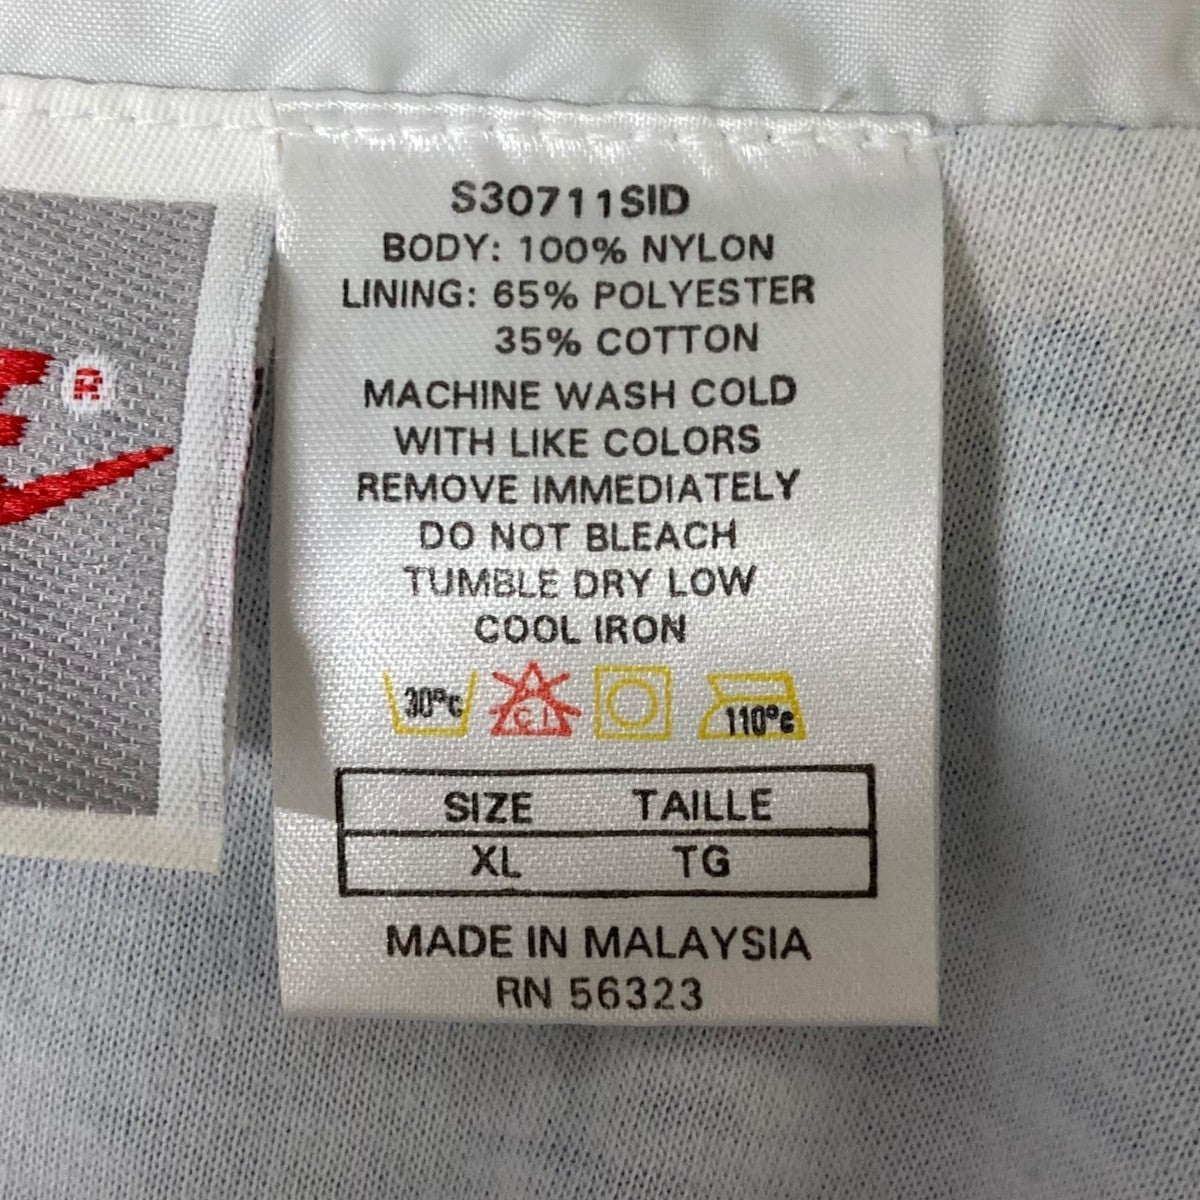 S30711SID
BODY: 100% NYLON
LINING: 65% POLYESTER
35% COTTON
MACHINE WASH COLD
WITH LIKE COLORS
REMOVE IMMEDIATELY
DO NOT BLEACH
TUMBLE DRY LOW
COOL IRON
30°C C.I. 110°C
SIZE TAILLE
XL TG
MADE IN MALAYSIA
RN 56323
®